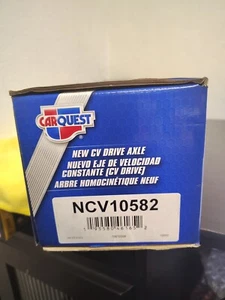 CARQUEST
NEW CV DRIVE AXLE
NUEVO EJE DE VELOCIDAD
CONSTANTE (CV DRIVE)
ARBRE HOMOCINÉTIQUE NEUF
NCV10582